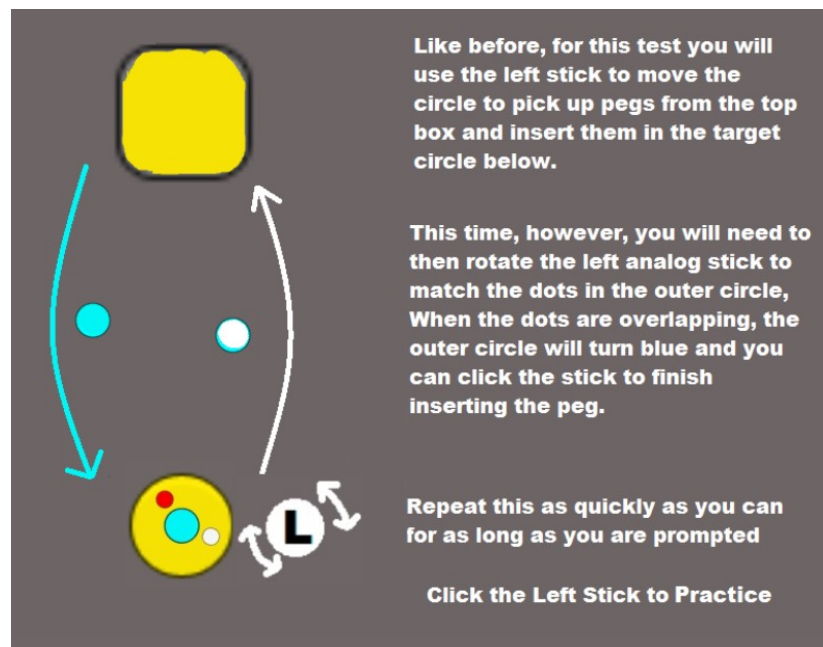 Like before, for this test you will
use the left stick to move the
circle to pick up pegs from the top
box and insert them in the target
circle below.
This time, however, you will need to
then rotate the left analog stick to
match the dots in the outer circle,
When the dots are overlapping, the
outer circle will turn blue and you
can click the stick to finish
inserting the peg.
L
Repeat this as quickly as you can
for as long as you are prompted
Click the Left Stick to Practice